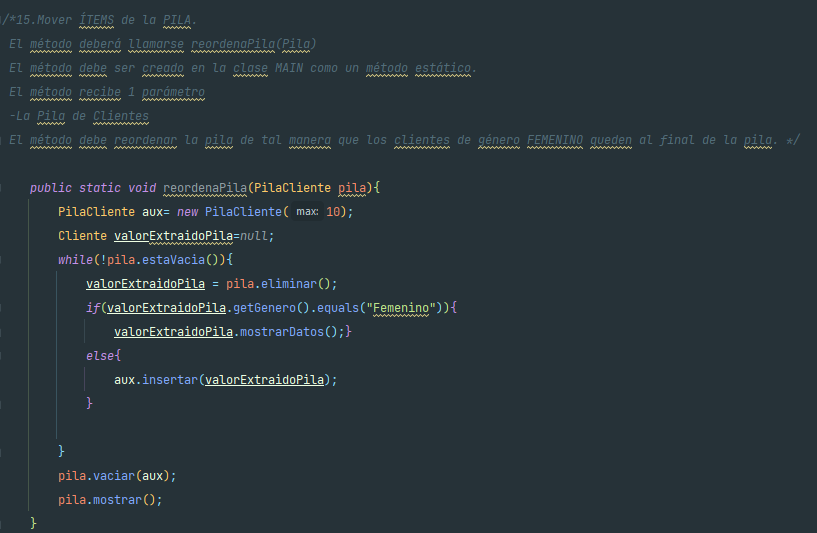 /*15.Mover ÍTEMS de la PILA.
El método deberá llamarse reordenaPila(Pila)
El método debe ser creado en la clase MAIN como un método estático.
El método recibe 1 parámetro
-La Pila de Clientes
El método debe reordenar la pila de tal manera que los clientes de género FEMENINO queden al final de la pila. */
public static void reordenaPila(PilaCliente pila){
PilaCliente aux= new PilaCliente( max: 10);
Cliente valorExtraidoPila=null;
while(!pila.estaVacia()){
valorExtraidoPila = pila.eliminar();
if(valorExtraidoPila.getGenero().equals("Femenino")){
valorExtraidoPila.mostrarDatos();}
else{
aux.insertar(valorExtraidoPila);
}
}
pila.vaciar(aux);
pila.mostrar();
}